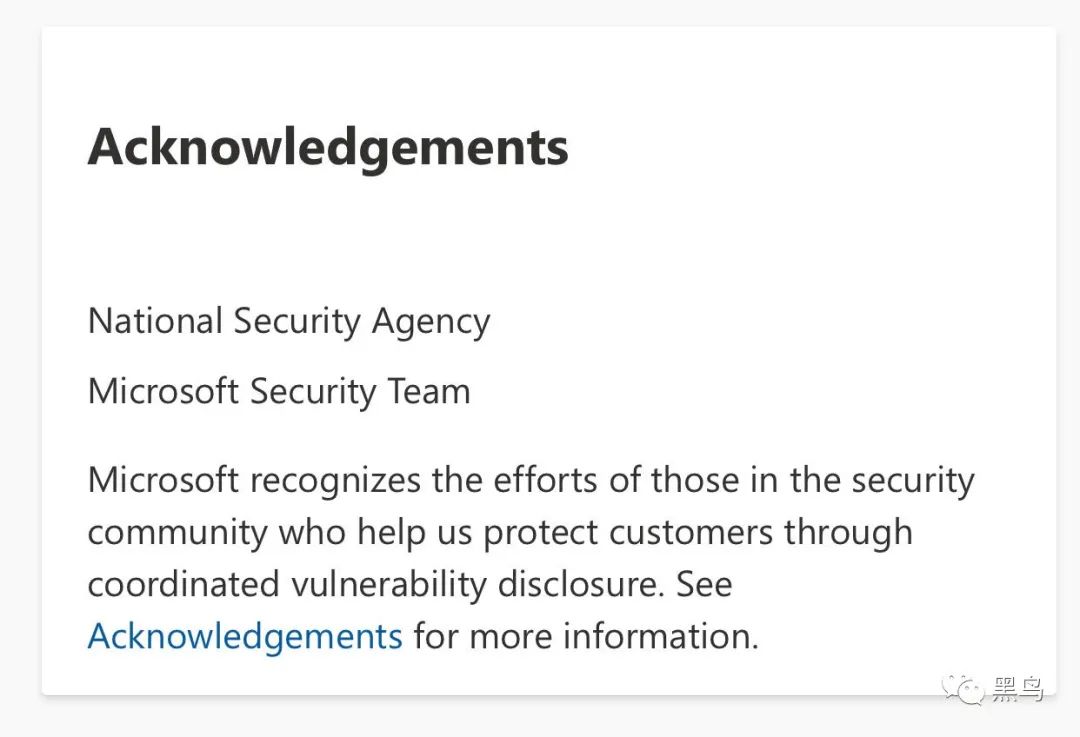 Acknowledgements
National Security Agency
Microsoft Security Team
Microsoft recognizes the efforts of those in the security
community who help us protect customers through
coordinated vulnerability disclosure. See
Acknowledgements for more information.
黑鸟